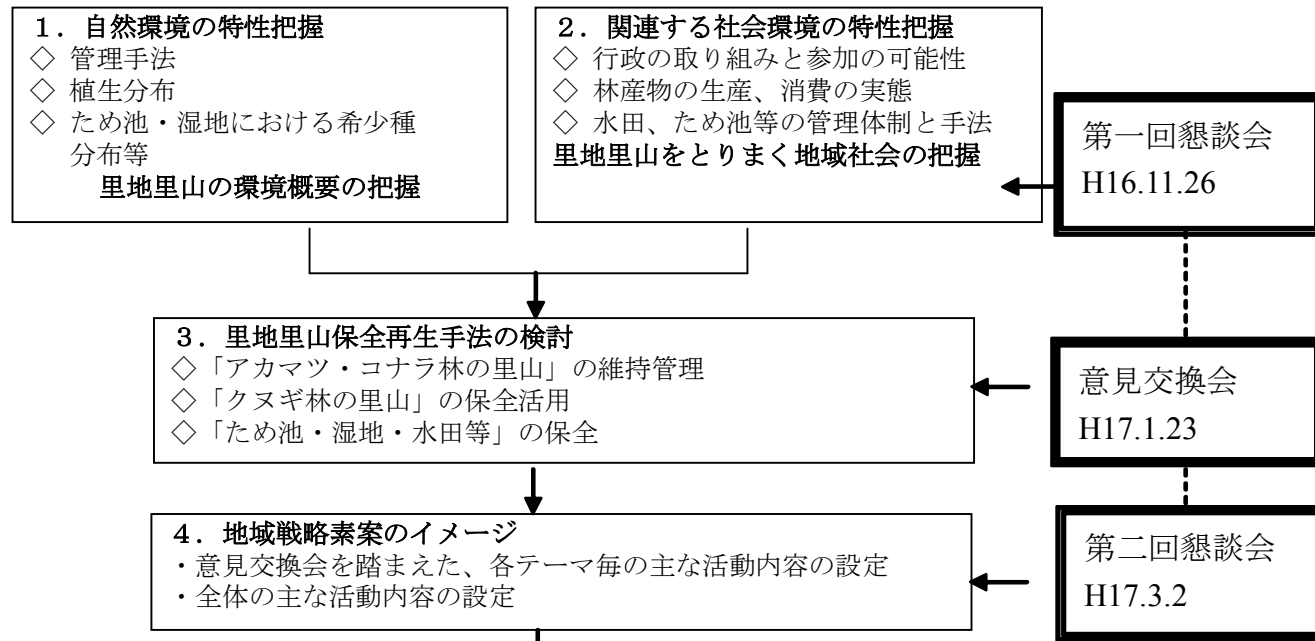 １．自然環境の特性把握
◇ 管理手法
◇ 植生分布
◇ ため池・湿地における希少種
分布等
里地里山の環境概要の把握
２．関連する社会環境の特性把握
◇ 行政の取り組みと参加の可能性
◇ 林産物の生産、消費の実態
◇ 水田、ため池等の管理体制と手法
里地里山をとりまく地域社会の把握
第一回懇談会
H16.11.26
３．里地里山保全再生手法の検討
◇「アカマツ・コナラ林の里山」の維持管理
◇「クヌギ林の里山」の保全活用
◇「ため池・湿地・水田等」の保全
意見交換会
H17.1.23
４．地域戦略素案のイメージ
・意見交換会を踏まえた、各テーマ毎の主な活動内容の設定
・全体の主な活動内容の設定
第二回懇談会
H17.3.2